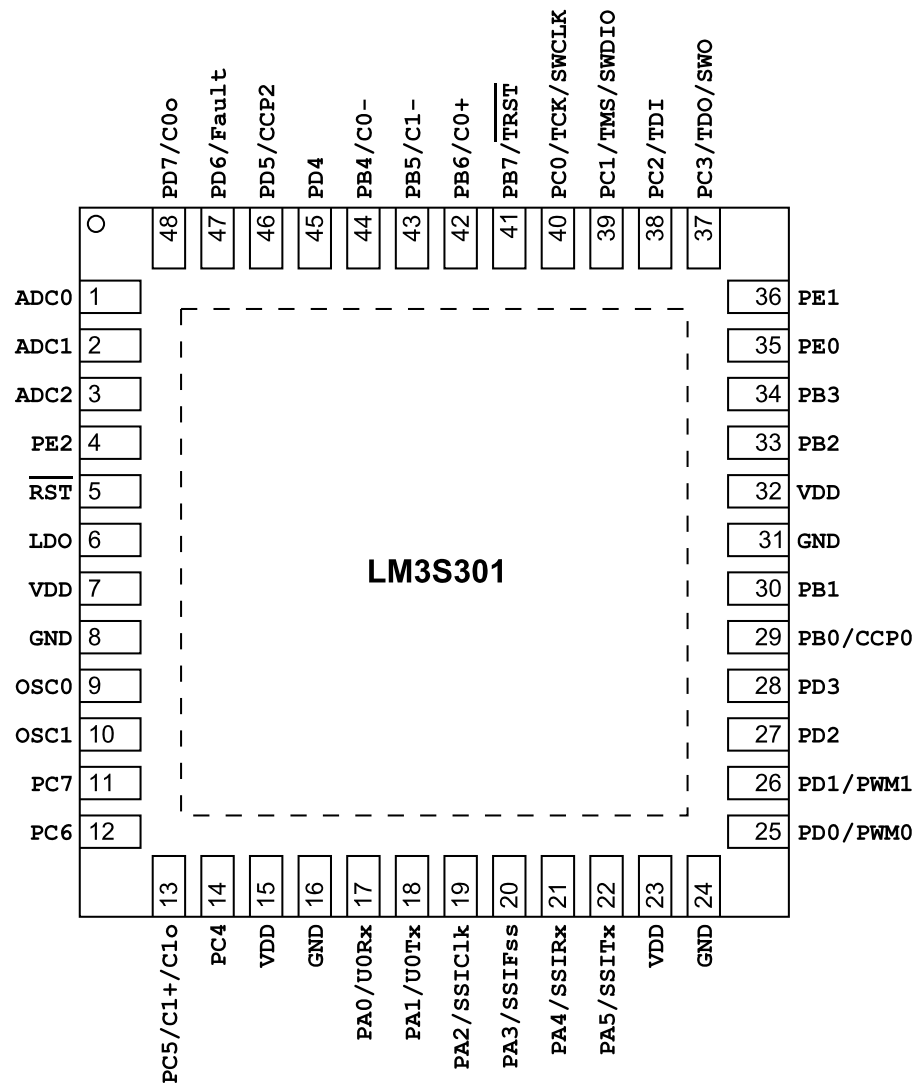 PD7/C0o
PD6/Fault
PD5/CCP2
PD4
PB4/C0-
PB5/C1-
PB6/C0+
PB7/TRST
PC0/TCK/SWCLK
PC1/TMS/SWDIO
PC2/TDI
PC3/TDO/SWO
48
47
46
45
44
43
42
41
40
39
38
37
ADC0 1
ADC1 2
ADC2 3
PE2 4
RST 5
LDO 6
VDD 7
GND 8
OSC0 9
OSC1 10
PC7 11
PC6 12
LM3S301
36 PE1
35 PE0
34 PB3
33 PB2
32 VDD
31 GND
30 PB1
29 PB0/CCP0
28 PD3
27 PD2
26 PD1/PWM1
25 PD0/PWM0
13
14
15
16
17
18
19
20
21
22
23
24
PC5/C1+/C1o
PC4
VDD
GND
PA0/U0Rx
PA1/U0Tx
PA2/SSIClk
PA3/SSIFss
PA4/SSIRx
PA5/SSITx
VDD
GND